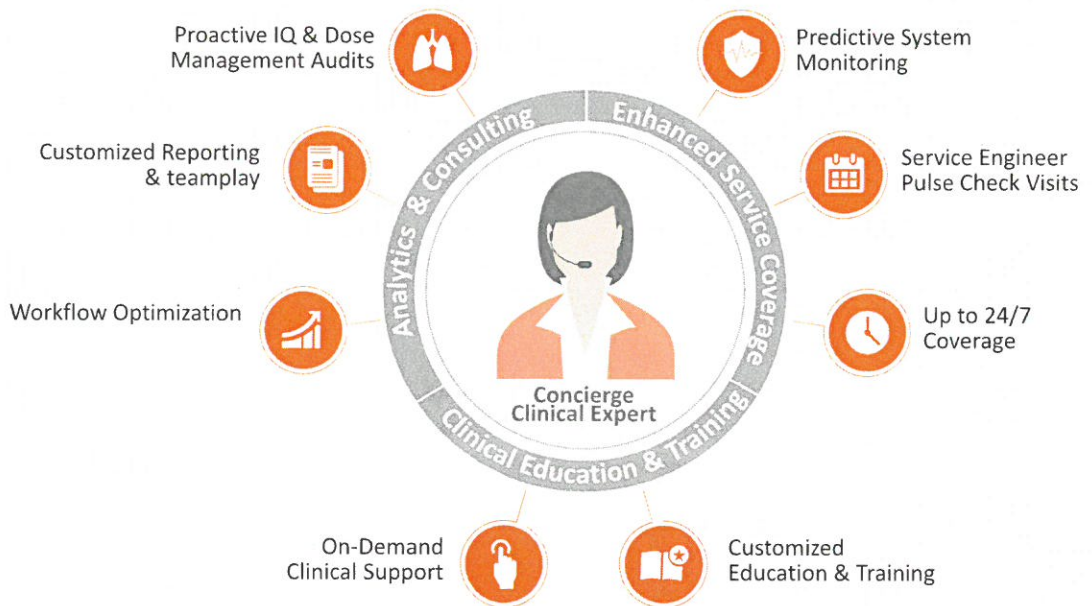 Proactive IQ & Dose
Management Audits
Predictive System
Monitoring
Customized Reporting
& teamplay
Service Engineer
Pulse Check Visits
Workflow Optimization
Up to 24/7
Coverage
Analytics & Consulting
Enhanced Service Coverage
Clinical Education & Training
Concierge
Clinical Expert
On-Demand
Clinical Support
Customized
Education & Training